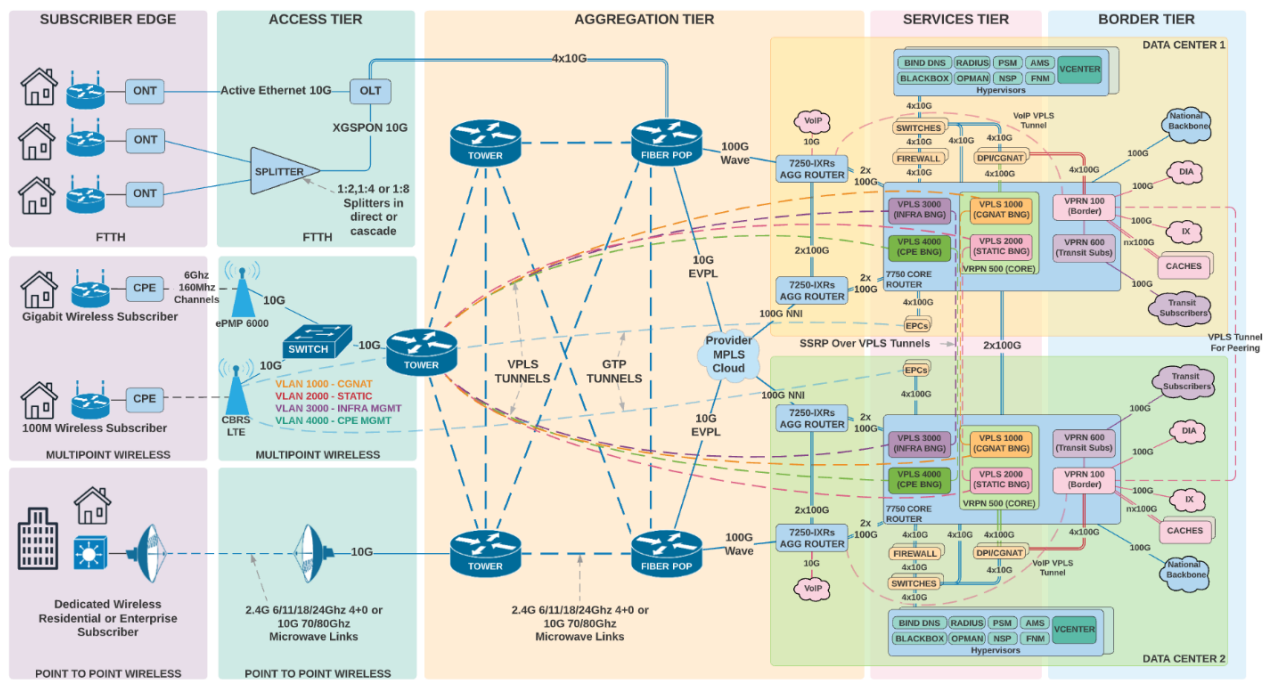 SUBSCRIBER EDGE
ACCESS TIER
AGGREGATION TIER
SERVICES TIER
BORDER TIER
ONT
Active Ethernet 10G
OLT
4x10G
XGSPON 10G
ONT
ONT
SPLITTER
1:2,1:4 or 1:8
Splitters in
direct or
cascade
FTTH
FTTH
CPE
6Ghz
160Mhz
Channels
Gigabit Wireless Subscriber
ePMP 6000
10G
SWITCH
10G
10G
CPE
100M Wireless Subscriber
CBRS
LTE
VLAN 1000 - CGNAT
VLAN 2000 - STATIC
VLAN 3000 - INFRA MGMT
VLAN 4000 - CPE MGMT
MULTIPOINT WIRELESS
MULTIPOINT WIRELESS
10G
Dedicated Wireless
Residential or Enterprise
Subscriber
2.4G 6/11/18/24Ghz 4+0 or
10G 70/80Ghz
Microwave Links
POINT TO POINT WIRELESS
POINT TO POINT WIRELESS
TOWER
FIBER POP
100G
Wave
10G
EVPL
TOWER
VPLS
TUNNELS
GTP
TUNNELS
Provider
MPLS
Cloud
100G NNI
100G NNI
10G
EVPL
TOWER
FIBER POP
100G
Wave
2.4G 6/11/18/24Ghz 4+0 or
10G 70/80Ghz
Microwave Links
DATA CENTER 1
BIND DNS
RADIUS
PSM
AMS
VCENTER
BLACKBOX
OPMAN
NSP
FNM
Hypervisors
4x10G
VoIP
10G
SWITCHES
4x10G
4x10G
4x10G
VoIP VPLS
Tunnel
National
Backbone
FIREWALL
DPI/CGNAT
7250-IXRs
AGG ROUTER
2x
100G
4x10G
4x10G
4x100G
100G
DIA
100G
VPLS 3000
(INFRA BNG)
VPLS 1000
(CGNAT BNG)
VPRN 100
(Border)
100G
IX
VPLS 4000
(CPE BNG)
VPLS 2000
(STATIC BNG)
VPRN 600
(Transit Subs)
nx100G
CACHES
2x100G
VRPN 500 (CORE)
7750 CORE
ROUTER
7250-IXRs
AGG ROUTER
2x
100G
100G
Transit
Subscribers
4x100G
EPCs
SSRP Over VPLS Tunnels
2x100G
VPLS Tunnel
For Peering
EPCs
4x100G
Transit
Subscribers
100G
7250-IXRs
AGG ROUTER
2x
100G
DIA
100G
VPLS 3000
(INFRA BNG)
VPLS 1000
(CGNAT BNG)
VPRN 600
(Transit Subs)
VPLS 4000
(CPE BNG)
VPLS 2000
(STATIC BNG)
VPRN 100
(Border)
100G
IX
nx100G
CACHES
2x100G
VRPN 500 (CORE)
7750 CORE
ROUTER
7250-IXRs
AGG ROUTER
2x
100G
4x10G
4x10G
4x100G
4x100G
100G
National
Backbone
10G
FIREWALL
DPI/CGNAT
VoIP VPLS
Tunnel
4x10G
4x10G
VoIP
SWITCHES
4x10G
BIND DNS
RADIUS
PSM
AMS
VCENTER
BLACKBOX
OPMAN
NSP
FNM
Hypervisors
DATA CENTER 2